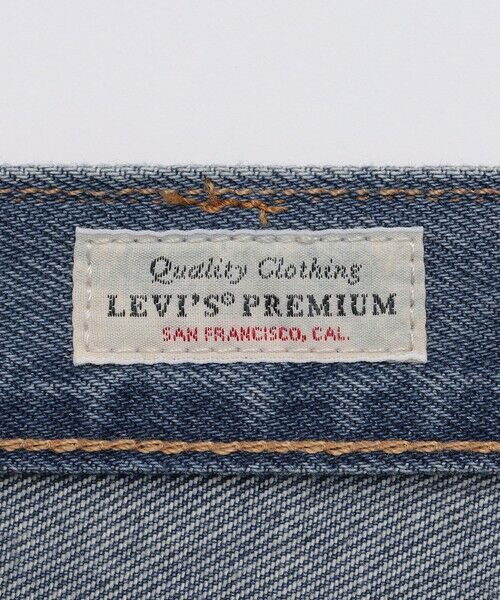 Quality Clothing
LEVI'S® PREMIUM
SAN FRANCISCO, CAL.